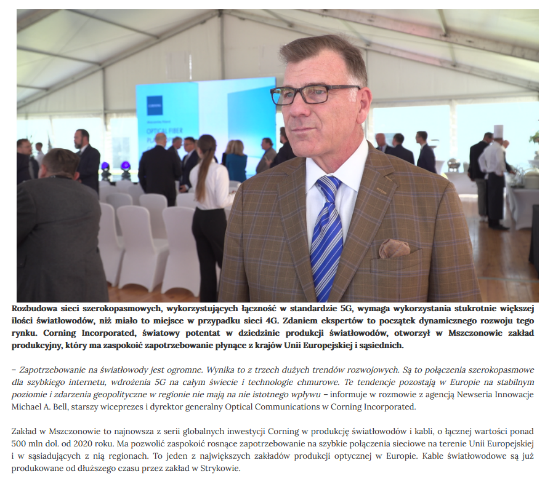 CORNING
OPTICAL FIBER
Rozbudowa sieci szerokopasmowych, wykorzystujących łączność w standardzie 5G, wymaga wykorzystania stukrotnie większej
ilości światłowodów, niż miało to miejsce w przypadku sieci 4G. Zdaniem ekspertów to początek dynamicznego rozwoju tego
rynku. Corning Incorporated, światowy potentat w dziedzinie produkcji światłowodów, otworzył w Mszczonowie zakład
produkcyjny, który ma zaspokoić zapotrzebowanie płynące z krajów Unii Europejskiej i sąsiednich.
– Zapotrzebowanie na światłowody jest ogromne. Wynika to z trzech dużych trendów rozwojowych. Są to połączenia szerokopasmowe
dla szybkiego internetu, wdrożenia 5G na całym świecie i technologie chmurowe. Te tendencje pozostają w Europie na stabilnym
poziomie i zdarzenia geopolityczne w regionie nie mają na nie istotnego wpływu – informuje w rozmowie z agencją Newseria Innowacje
Michael A. Bell, starszy wiceprezes i dyrektor generalny Optical Communications w Corning Incorporated.
Zakład w Mszczonowie to najnowsza z serii globalnych inwestycji Corning w produkcję światłowodów i kabli, o łącznej wartości ponad
500 mln dol. od 2020 roku. Ma pozwolić zaspokoić rosnące zapotrzebowanie na szybkie połączenia sieciowe na terenie Unii Europejskiej
i w sąsiadujących z nią regionach. To jeden z największych zakładów produkcji optycznej w Europie. Kable światłowodowe są już
produkowane od dłuższego czasu przez zakład w Strykowie.